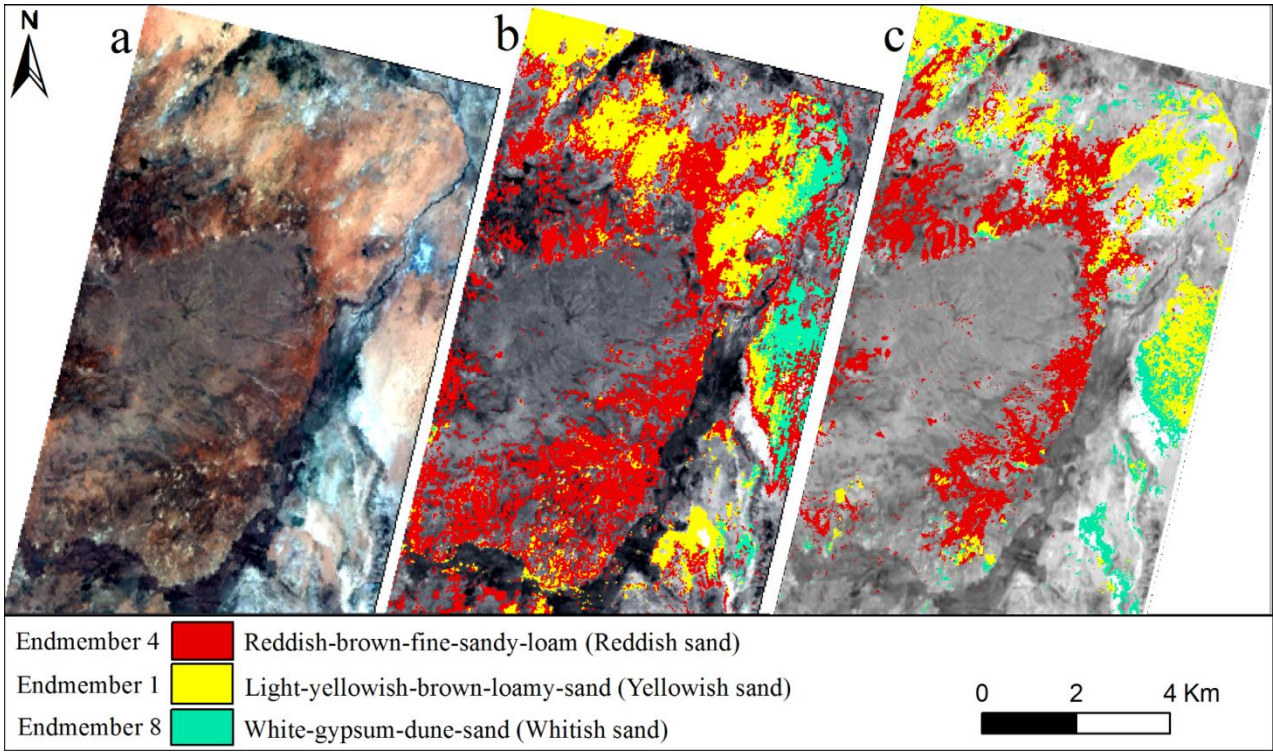 N
a
b
c
Endmember 4 Reddish-brown-fine-sandy-loam (Reddish sand)
Endmember 1 Light-yellowish-brown-loamy-sand (Yellowish sand)
Endmember 8 White-gypsum-dune-sand (Whitish sand)
0 2 4 Km